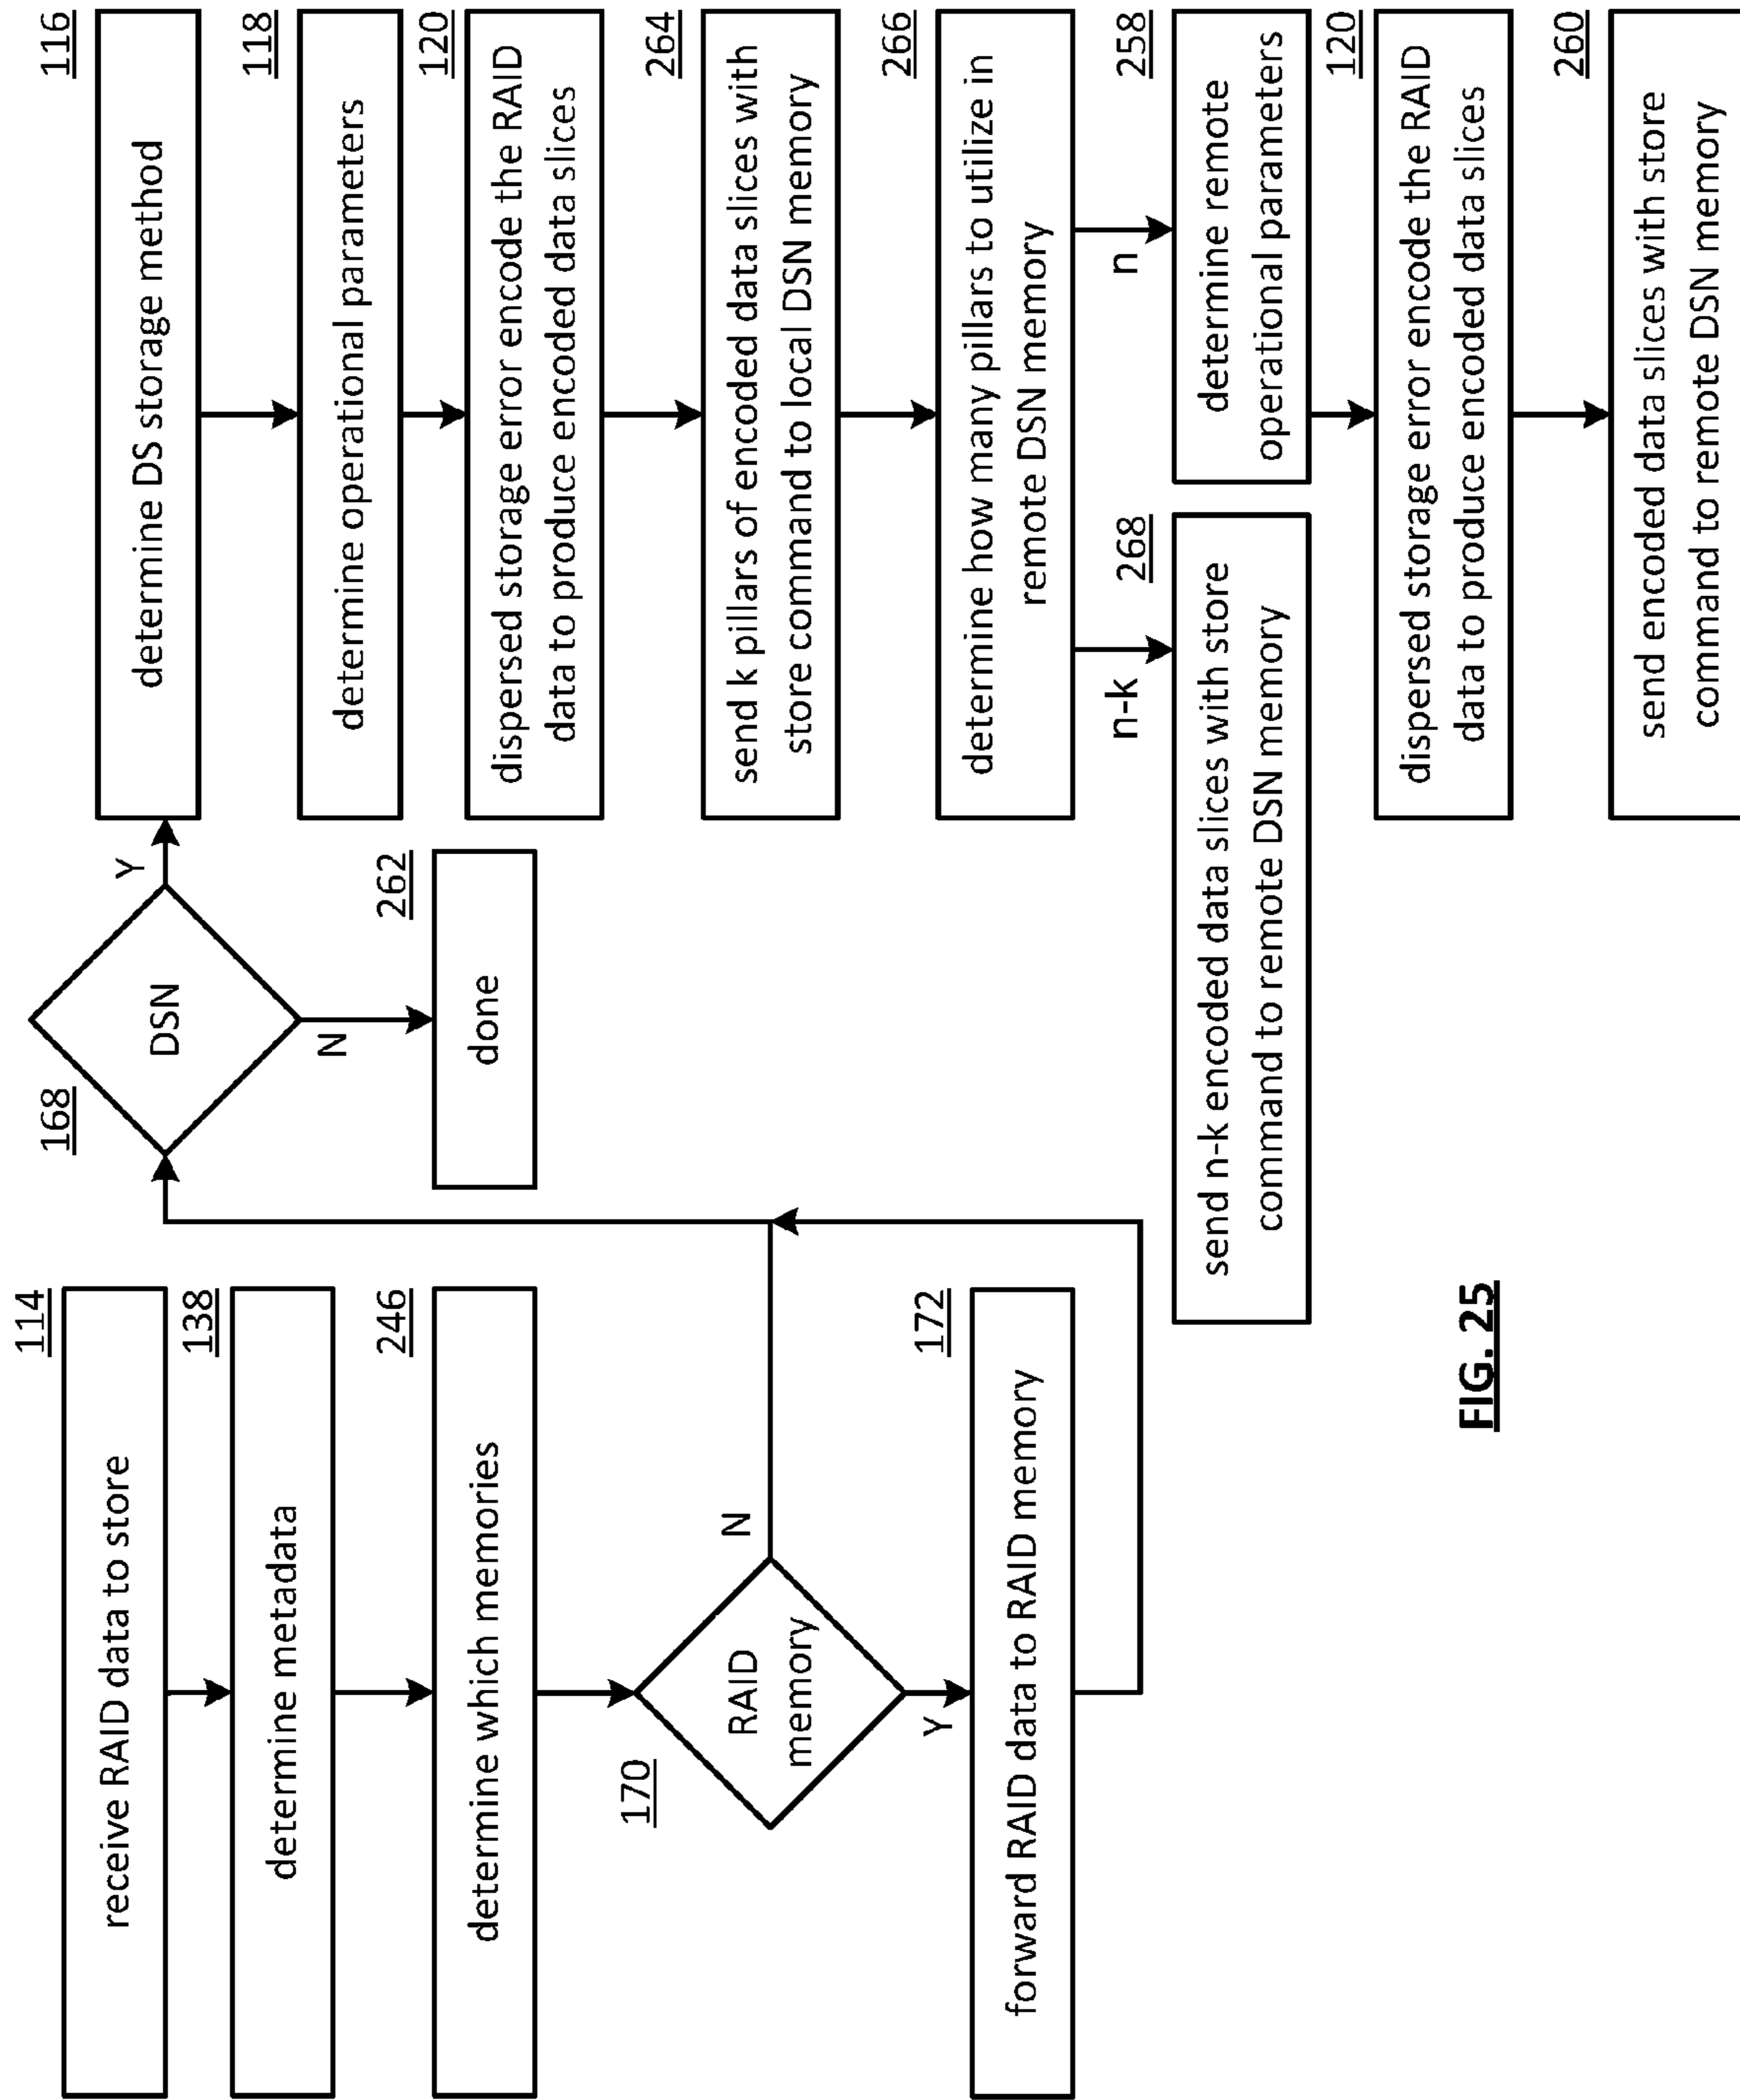 114
receive RAID data to store
138
determine metadata
246
determine which memories
170
RAID
memory
N
Y
172
forward RAID data to RAID memory
168
DSN
Y
N
262
done
116
determine DS storage method
118
determine operational parameters
120
dispersed storage error encode the RAID
data to produce encoded data slices
264
send k pillars of encoded data slices with
store command to local DSN memory
266
determine how many pillars to utilize in
remote DSN memory
n-k
n
268
send n-k encoded data slices with store
command to remote DSN memory
258
determine remote
operational parameters
120
dispersed storage error encode the RAID
data to produce encoded data slices
260
send encoded data slices with store
command to remote DSN memory
FIG. 25